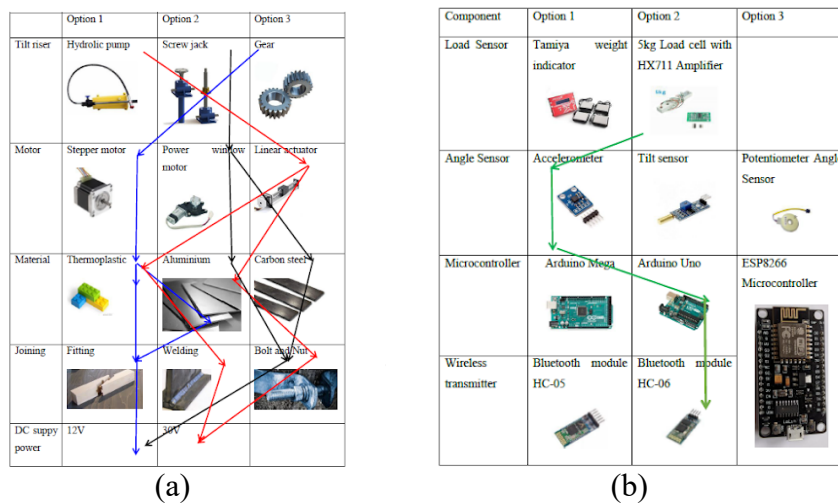 Option 1 Option 2 Option 3
Tilt riser Hydrolic pump Screw jack Gear
Motor Stepper motor Power window Linear actuator
motor
Material Thermoplastic Aluminium Carbon steel
Joining Fitting Welding Bolt and Nut
DC suppy 12V 30V
power
(a)
Component Option 1 Option 2 Option 3
Load Sensor Tamiya weight 5kg Load cell with
indicator HX711 Amplifier
Angle Sensor Accelerometer Tilt sensor Potentiometer Angle
Sensor
Microcontroller Arduino Mega Arduino Uno ESP8266
Microcontroller
Wireless Bluetooth module Bluetooth module
transmitter HC-05 HC-06
(b)